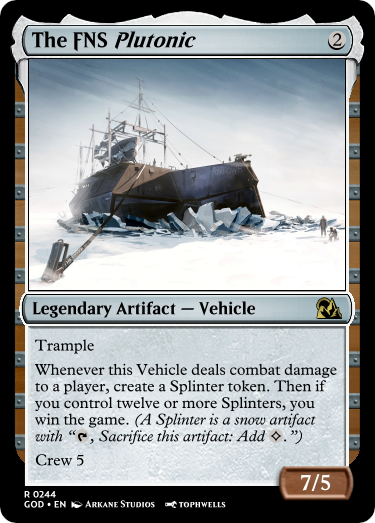 The FNS Plutonic 2
Legendary Artifact — Vehicle
Trample
Whenever this Vehicle deals combat damage
to a player, create a Splinter token. Then if
you control twelve or more Splinters, you
win the game. (A Splinter is a snow artifact
with “, Sacrifice this artifact: Add .”)
Crew 5
7/5
R 0244
GOD • EN Arkane Studios TOPHWELLS